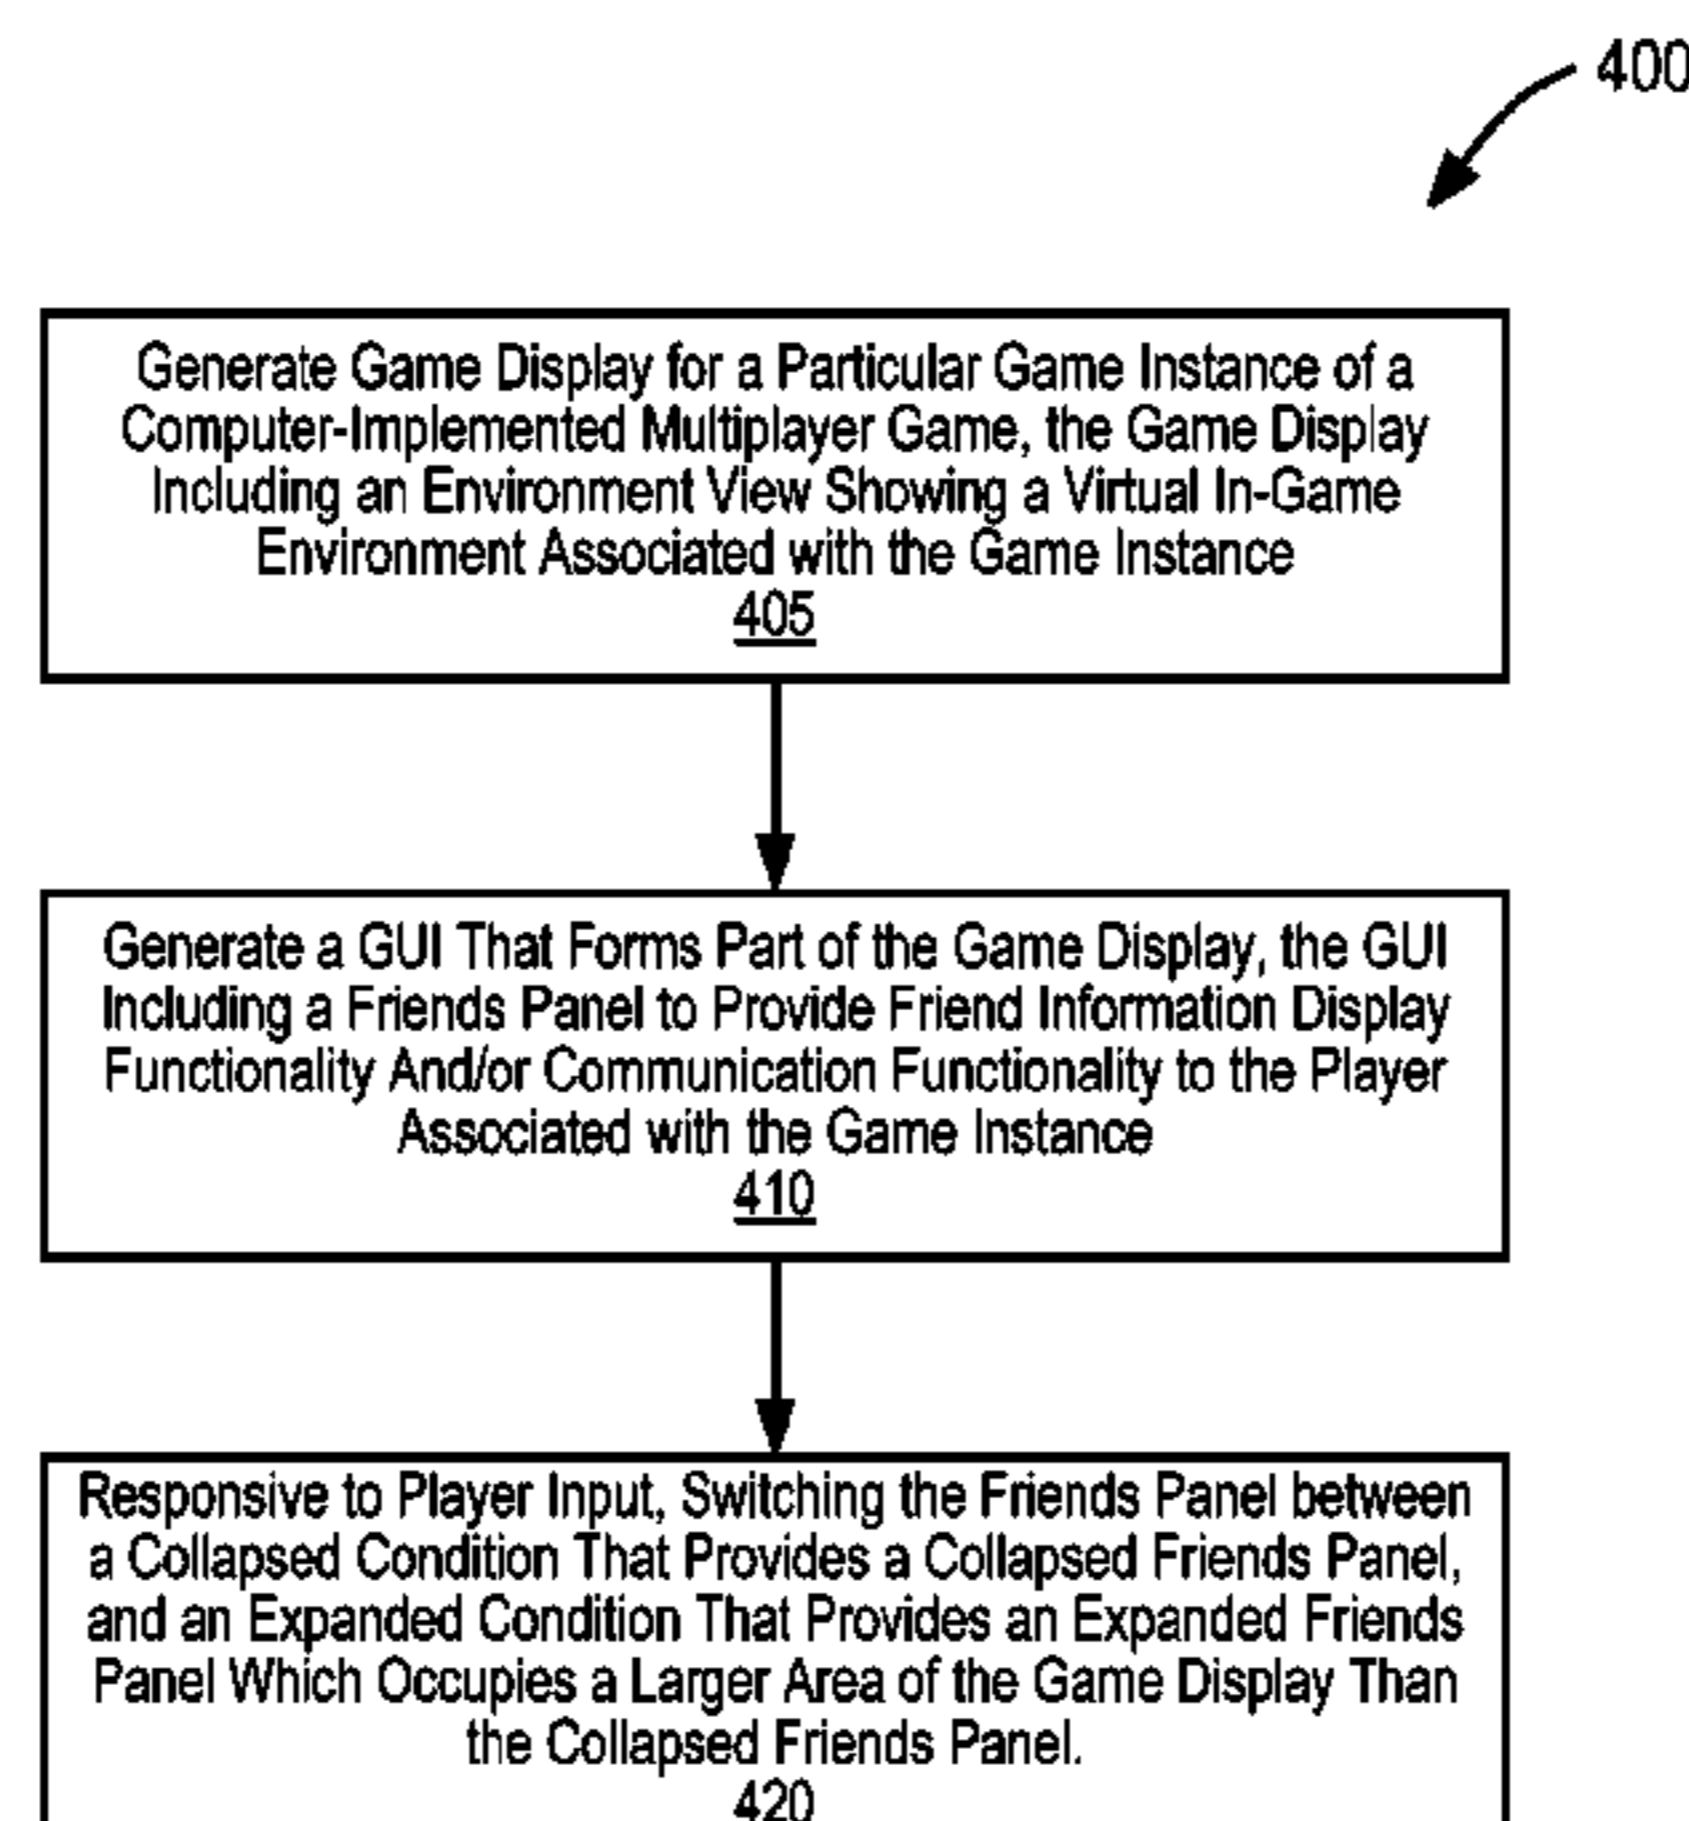 400
Generate Game Display for a Particular Game Instance of a
Computer-Implemented Multiplayer Game, the Game Display
Including an Environment View Showing a Virtual In-Game
Environment Associated with the Game Instance
405
Generate a GUI That Forms Part of the Game Display, the GUI
Including a Friends Panel to Provide Friend Information Display
Functionality And/or Communication Functionality to the Player
Associated with the Game Instance
410
Responsive to Player Input, Switching the Friends Panel between
a Collapsed Condition That Provides a Collapsed Friends Panel,
and an Expanded Condition That Provides an Expanded Friends
Panel Which Occupies a Larger Area of the Game Display Than
the Collapsed Friends Panel.
420